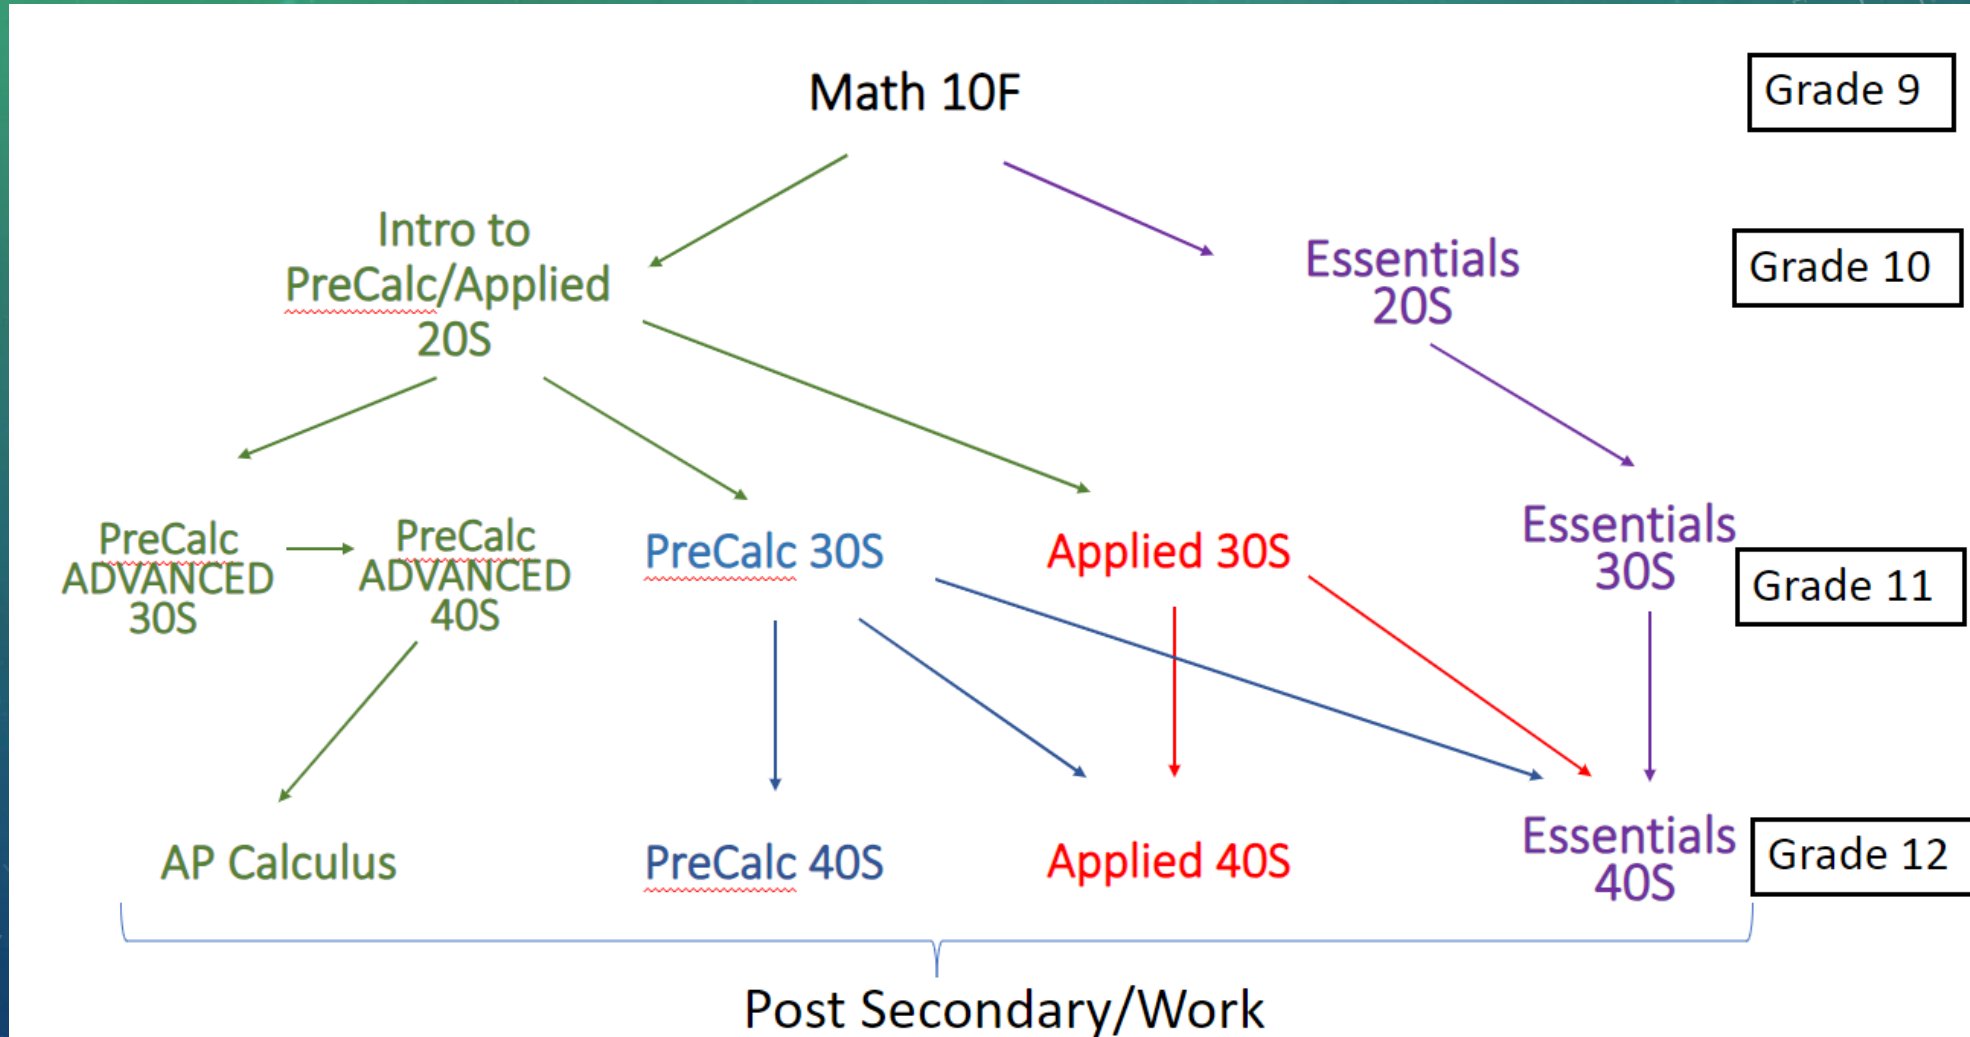 Math 10F
Grade 9
Intro to
PreCalc/Applied
20S
Essentials
20S
Grade 10
PreCalc
ADVANCED
30S
PreCalc
ADVANCED
40S
PreCalc 30S
Applied 30S
Essentials
30S
Grade 11
AP Calculus
PreCalc 40S
Applied 40S
Essentials
40S
Grade 12
Post Secondary/Work